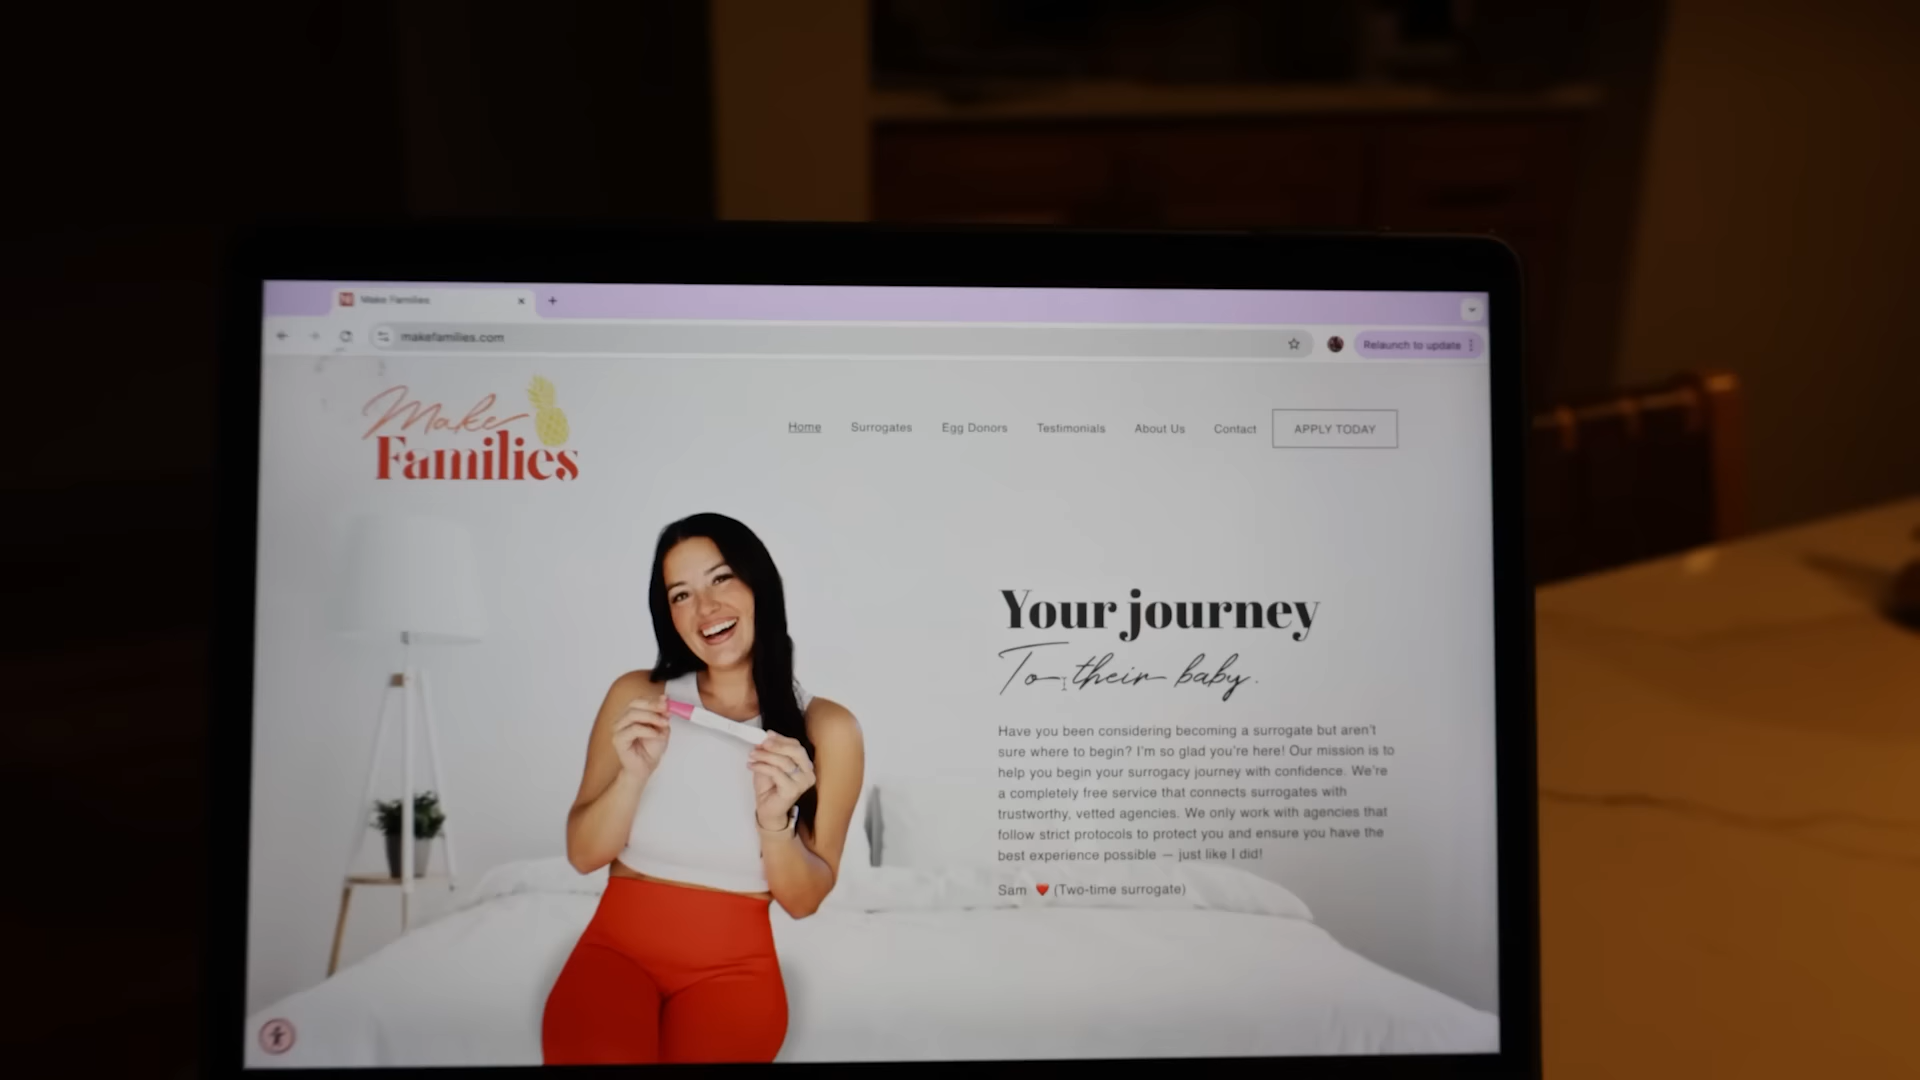 Make Families
makefamilies.com
Relaunch to update
Make
Families
Home Surrogates Egg Donors Testimonials About Us Contact APPLY TODAY
Your journey
To their baby.
Have you been considering becoming a surrogate but aren't
sure where to begin? I'm so glad you're here! Our mission is to
help you begin your surrogacy journey with confidence. We're
a completely free service that connects surrogates with
trustworthy, vetted agencies. We only work with agencies that
follow strict protocols to protect you and ensure you have the
best experience possible — just like I did!
Sam ❤️ (Two-time surrogate)